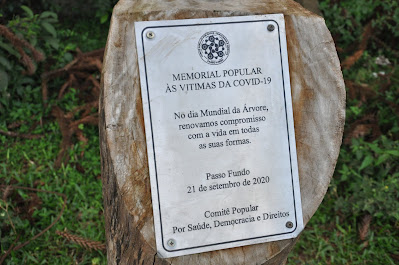 MEMORIAL POPULAR
ÀS VÍTIMAS DA COVID-19
No dia Mundial da Árvore,
renovamos compromisso
com a vida em todas
as suas formas.
Passo Fundo
21 de setembro de 2020
Comitê Popular
Por Saúde, Democracia e Direitos